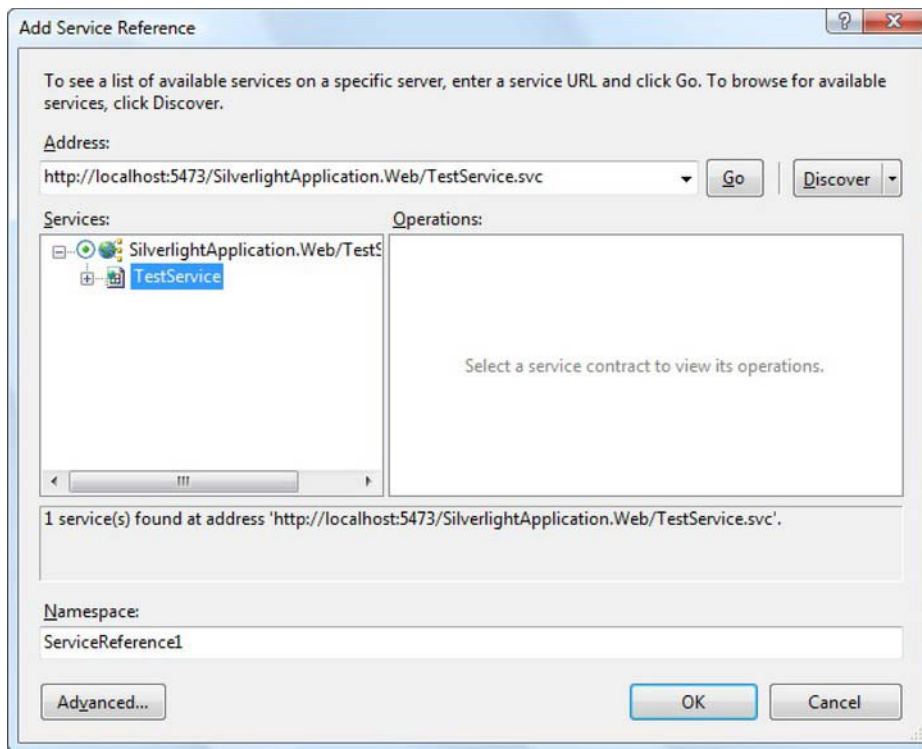 Add Service Reference
To see a list of available services on a specific server, enter a service URL and click Go. To browse for available
services, click Discover.
Address:
http://localhost:5473/SilverlightApplication.Web/TestService.svc
Go
Discover
Services:
Operations:
SilverlightApplication.Web/TestS
TestService
Select a service contract to view its operations.
1 service(s) found at address 'http://localhost:5473/SilverlightApplication.Web/TestService.svc'.
Namespace:
ServiceReference1
Advanced...
OK
Cancel